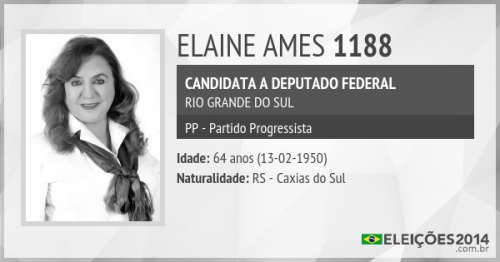 ELAINE AMES 1188
CANDIDATA A DEPUTADO FEDERAL
RIO GRANDE DO SUL
PP - Partido Progressista
Idade: 64 anos (13-02-1950)
Naturalidade: RS - Caxias do Sul
ELEIÇÕES2014
.com.br